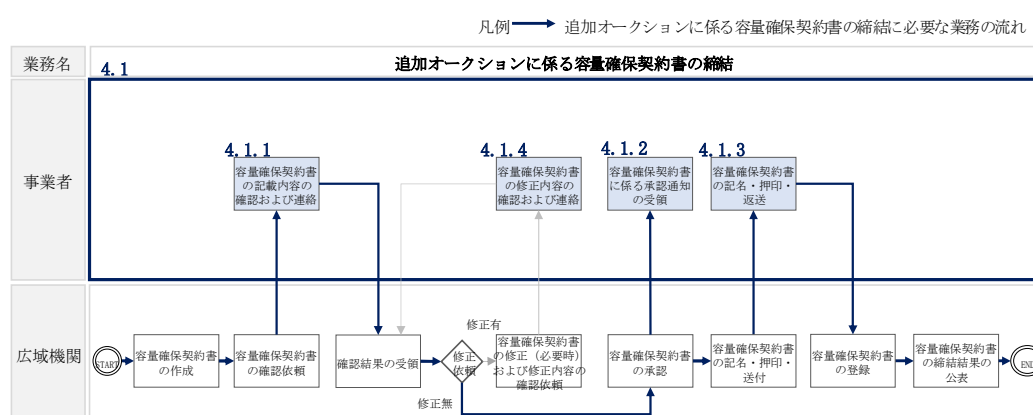 凡例 追加オークションに係る容量確保契約書の締結に必要な業務の流れ
業務名
4.1
追加オークションに係る容量確保契約書の締結
事業者
4.1.1
容量確保契約書
の記載内容の
確認および連絡
4.1.4
容量確保契約書
の修正内容の
確認および連絡
4.1.2
容量確保契約書
に係る承認通知
の受領
4.1.3
容量確保契約書
の記名・押印・
返送
広域機関
START
容量確保契約書
の作成
容量確保契約書
の確認依頼
確認結果の受領
修正
依頼
修正有
修正無
容量確保契約書
の修正（必要時）
および修正内容の
確認依頼
容量確保契約書
の承認
容量確保契約書
の記名・押印・
送付
容量確保契約書
の登録
容量確保契約書
の締結結果の
公表
END